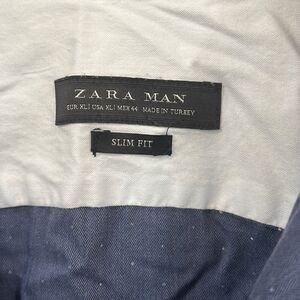 ZARA MAN
EUR XL | USA XL | MEX 44 MADE IN TURKEY
SLIM FIT